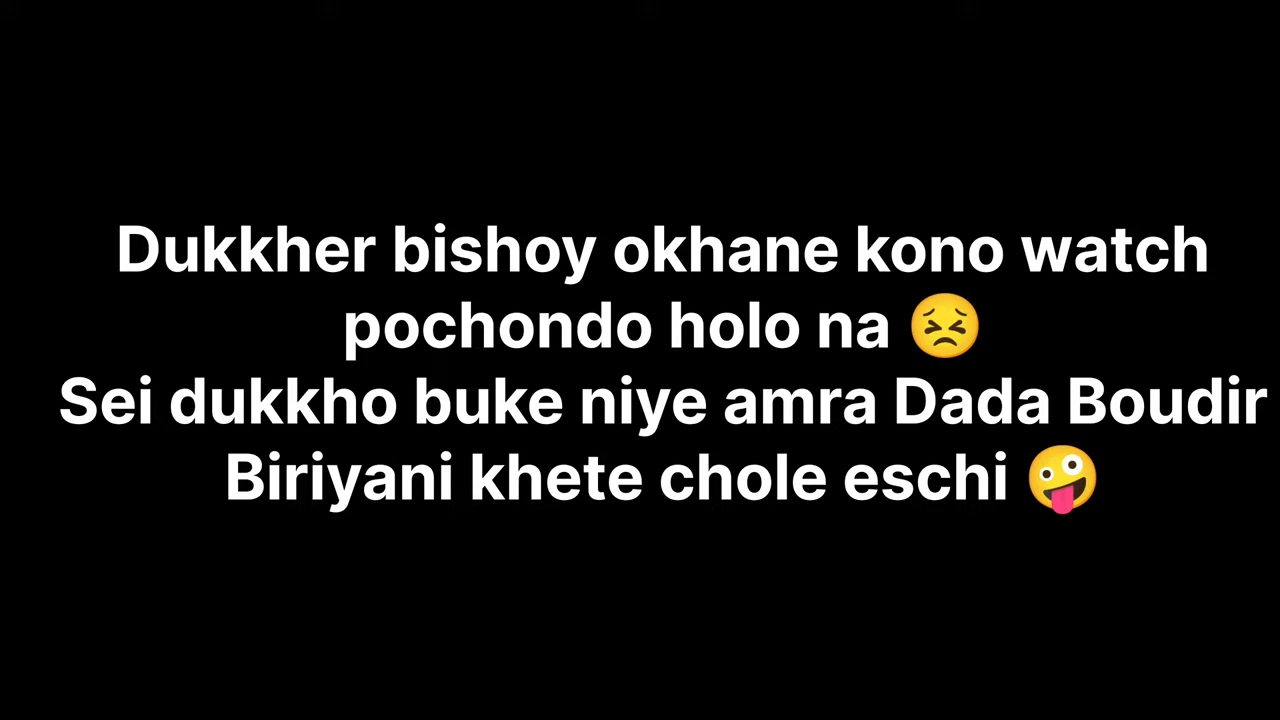 Dukkher bishoy okhane kono watch
pochondo holo na 😣
Sei dukkho buke niye amra Dada Boudir
Biriyani khete chole eschi 🤪